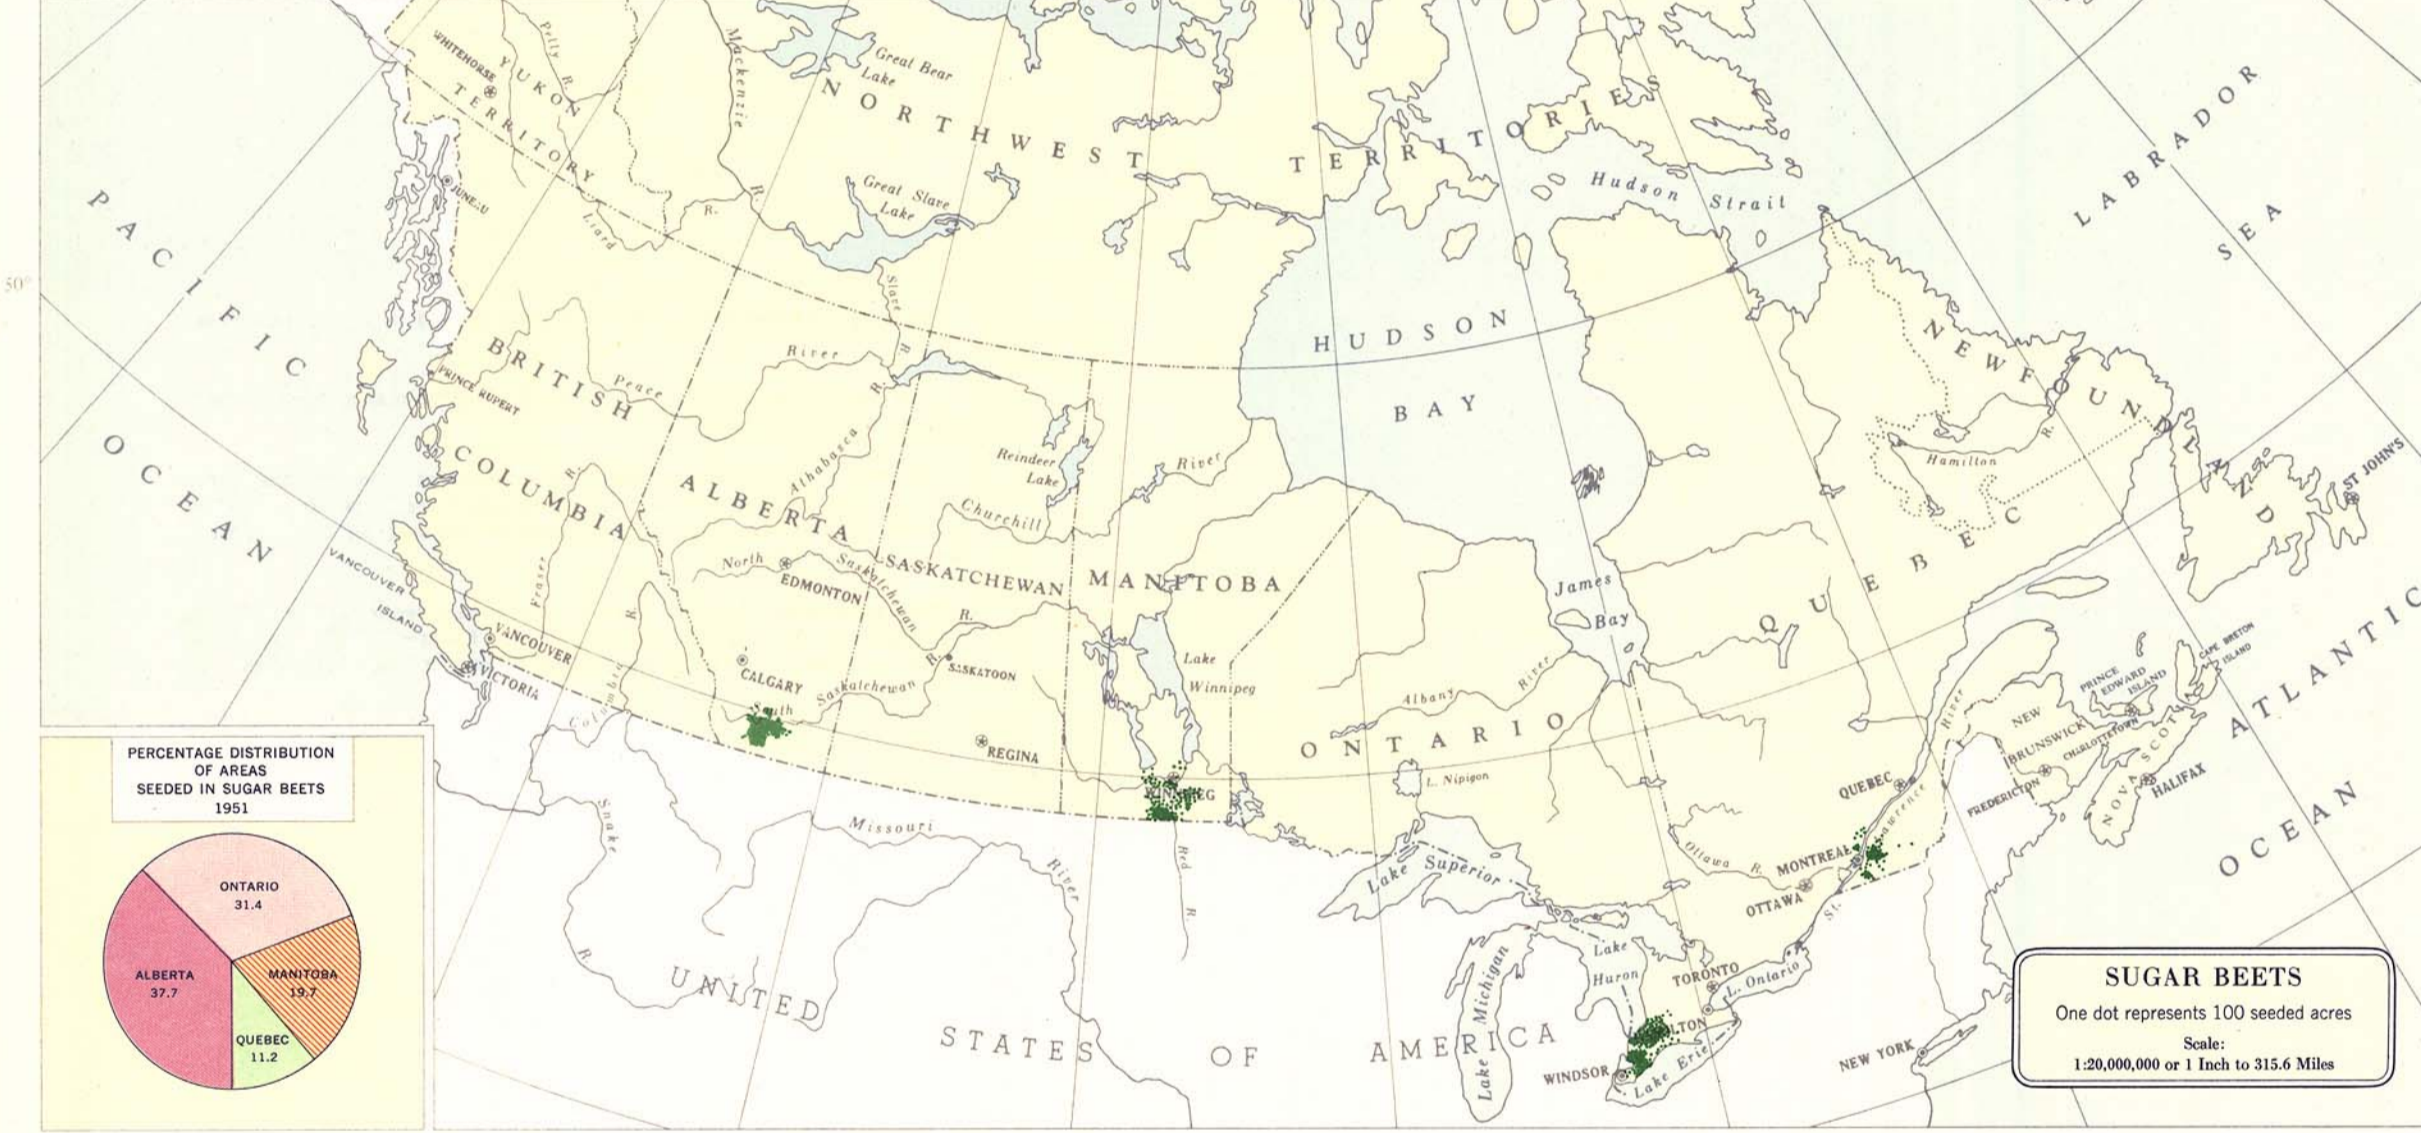 WHITEHORSE
Pelly R.
YUKON
TERRITORY
Mackenzie
R.
Great Bear
Lake
NORTHWEST TERRITORIES
Great Slave
Lake
Liard
R.
Slave
R.
Hudson Strait
LABRADOR
SEA
JUNEAU
PACIFIC
OCEAN
50°
HUDSON
BAY
NEWFOUNDLAND
BRITISH
COLUMBIA
PRINCE RUPERT
Peace
River
ALBERTA
Athabasca
R.
Reindeer
Lake
Churchill
River
Hamilton
R.
ST JOHN'S
QUEBEC
VANCOUVER
ISLAND
Fraser
R.
R.
North
Saskatchewan
R.
EDMONTON
SASKATCHEWAN
MANITOBA
James
Bay
VANCOUVER
VICTORIA
CALGARY
South
Saskatchewan
R.
SASKATOON
Lake
Winnipeg
Albany
River
ONTARIO
L. Nipigon
REGINA
WINNIPEG
Columbia
Snake
R.
Missouri
River
Red
R.
Lake Superior
Ottawa R.
MONTREAL
OTTAWA
QUEBEC
St.
Lawrence
River
NEW
BRUNSWICK
FREDERICTON
PRINCE
EDWARD
ISLAND
CHARLOTTETOWN
CAPE BRETON
ISLAND
NOVA SCOTIA
HALIFAX
ATLANTIC
OCEAN
Lake Michigan
Lake
Huron
TORONTO
L. Ontario
LTON
WINDSOR
Lake Erie
NEW YORK
UNITED
STATES
OF
AMERICA
PERCENTAGE DISTRIBUTION
OF AREAS
SEEDED IN SUGAR BEETS
1951
ONTARIO
31.4
ALBERTA
37.7
MANITOBA
19.7
QUEBEC
11.2
SUGAR BEETS
One dot represents 100 seeded acres
Scale:
1:20,000,000 or 1 Inch to 315.6 Miles